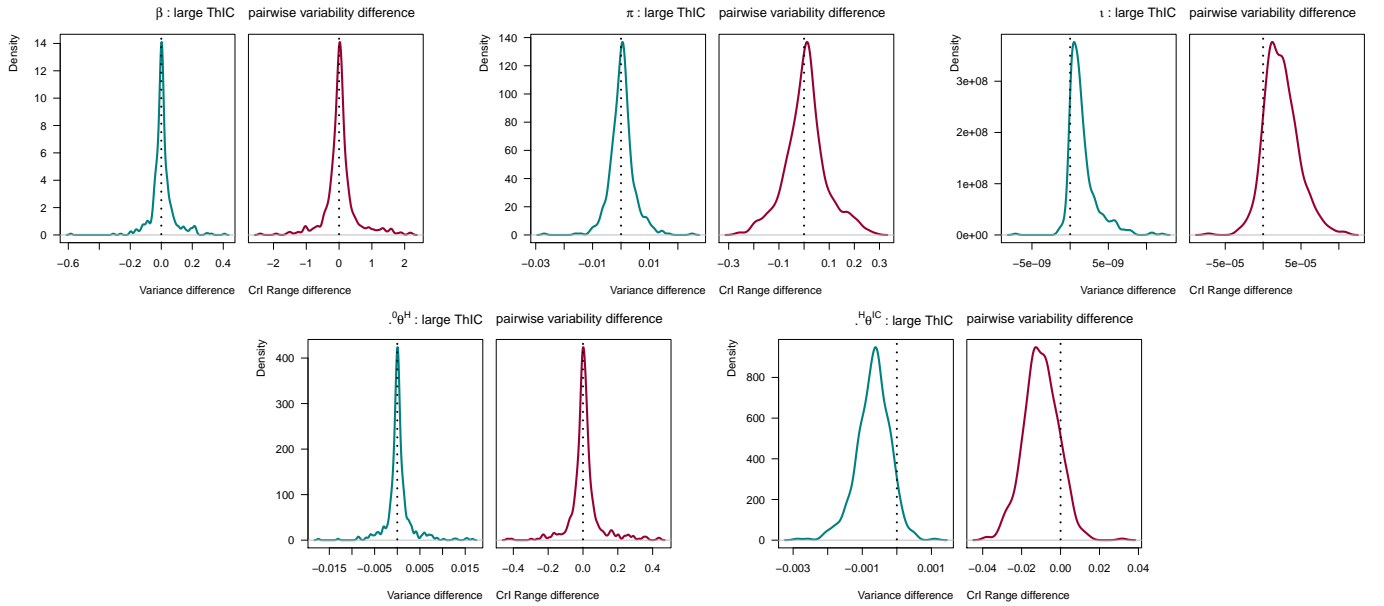 β : large ThIC pairwise variability difference
Density
14
12
10
8
6
4
2
0
−0.6 −0.2 0.0 0.2 0.4
−2 −1 0 1 2
Variance difference CrI Range difference
π : large ThIC pairwise variability difference
Density
140
120
100
80
60
40
20
0
−0.03 −0.01 0.01
−0.3 −0.1 0.0 0.1 0.2 0.3
Variance difference CrI Range difference
ι : large ThIC pairwise variability difference
Density
3e+08
2e+08
1e+08
0e+00
−5e−09 5e−09
−5e−05 5e−05
Variance difference CrI Range difference
.⁰θᴴ : large ThIC pairwise variability difference
Density
400
300
200
100
0
−0.015 −0.005 0.005 0.015
−0.4 −0.2 0.0 0.2 0.4
Variance difference CrI Range difference
.ᴴθᴵᶜ : large ThIC pairwise variability difference
Density
800
600
400
200
0
−0.003 −0.001 0.001
−0.04 −0.02 0.00 0.02 0.04
Variance difference CrI Range difference